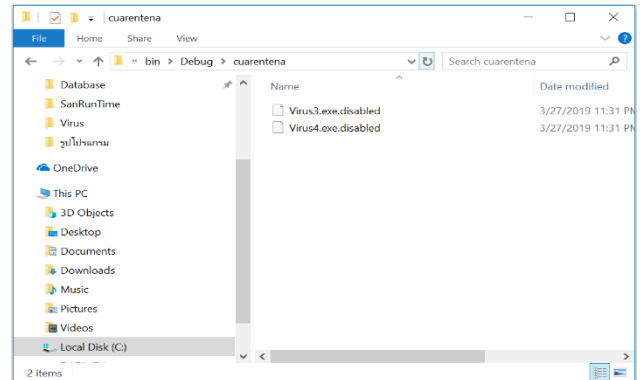 cuarentena
File Home Share View
« bin > Debug > cuarentena
Search cuarentena
Database
SanRunTime
Virus
รูปโปรแกรม
OneDrive
This PC
3D Objects
Desktop
Documents
Downloads
Music
Pictures
Videos
Local Disk (C:)
Name Date modified
Virus3.exe.disabled 3/27/2019 11:31 PM
Virus4.exe.disabled 3/27/2019 11:31 PM
2 items